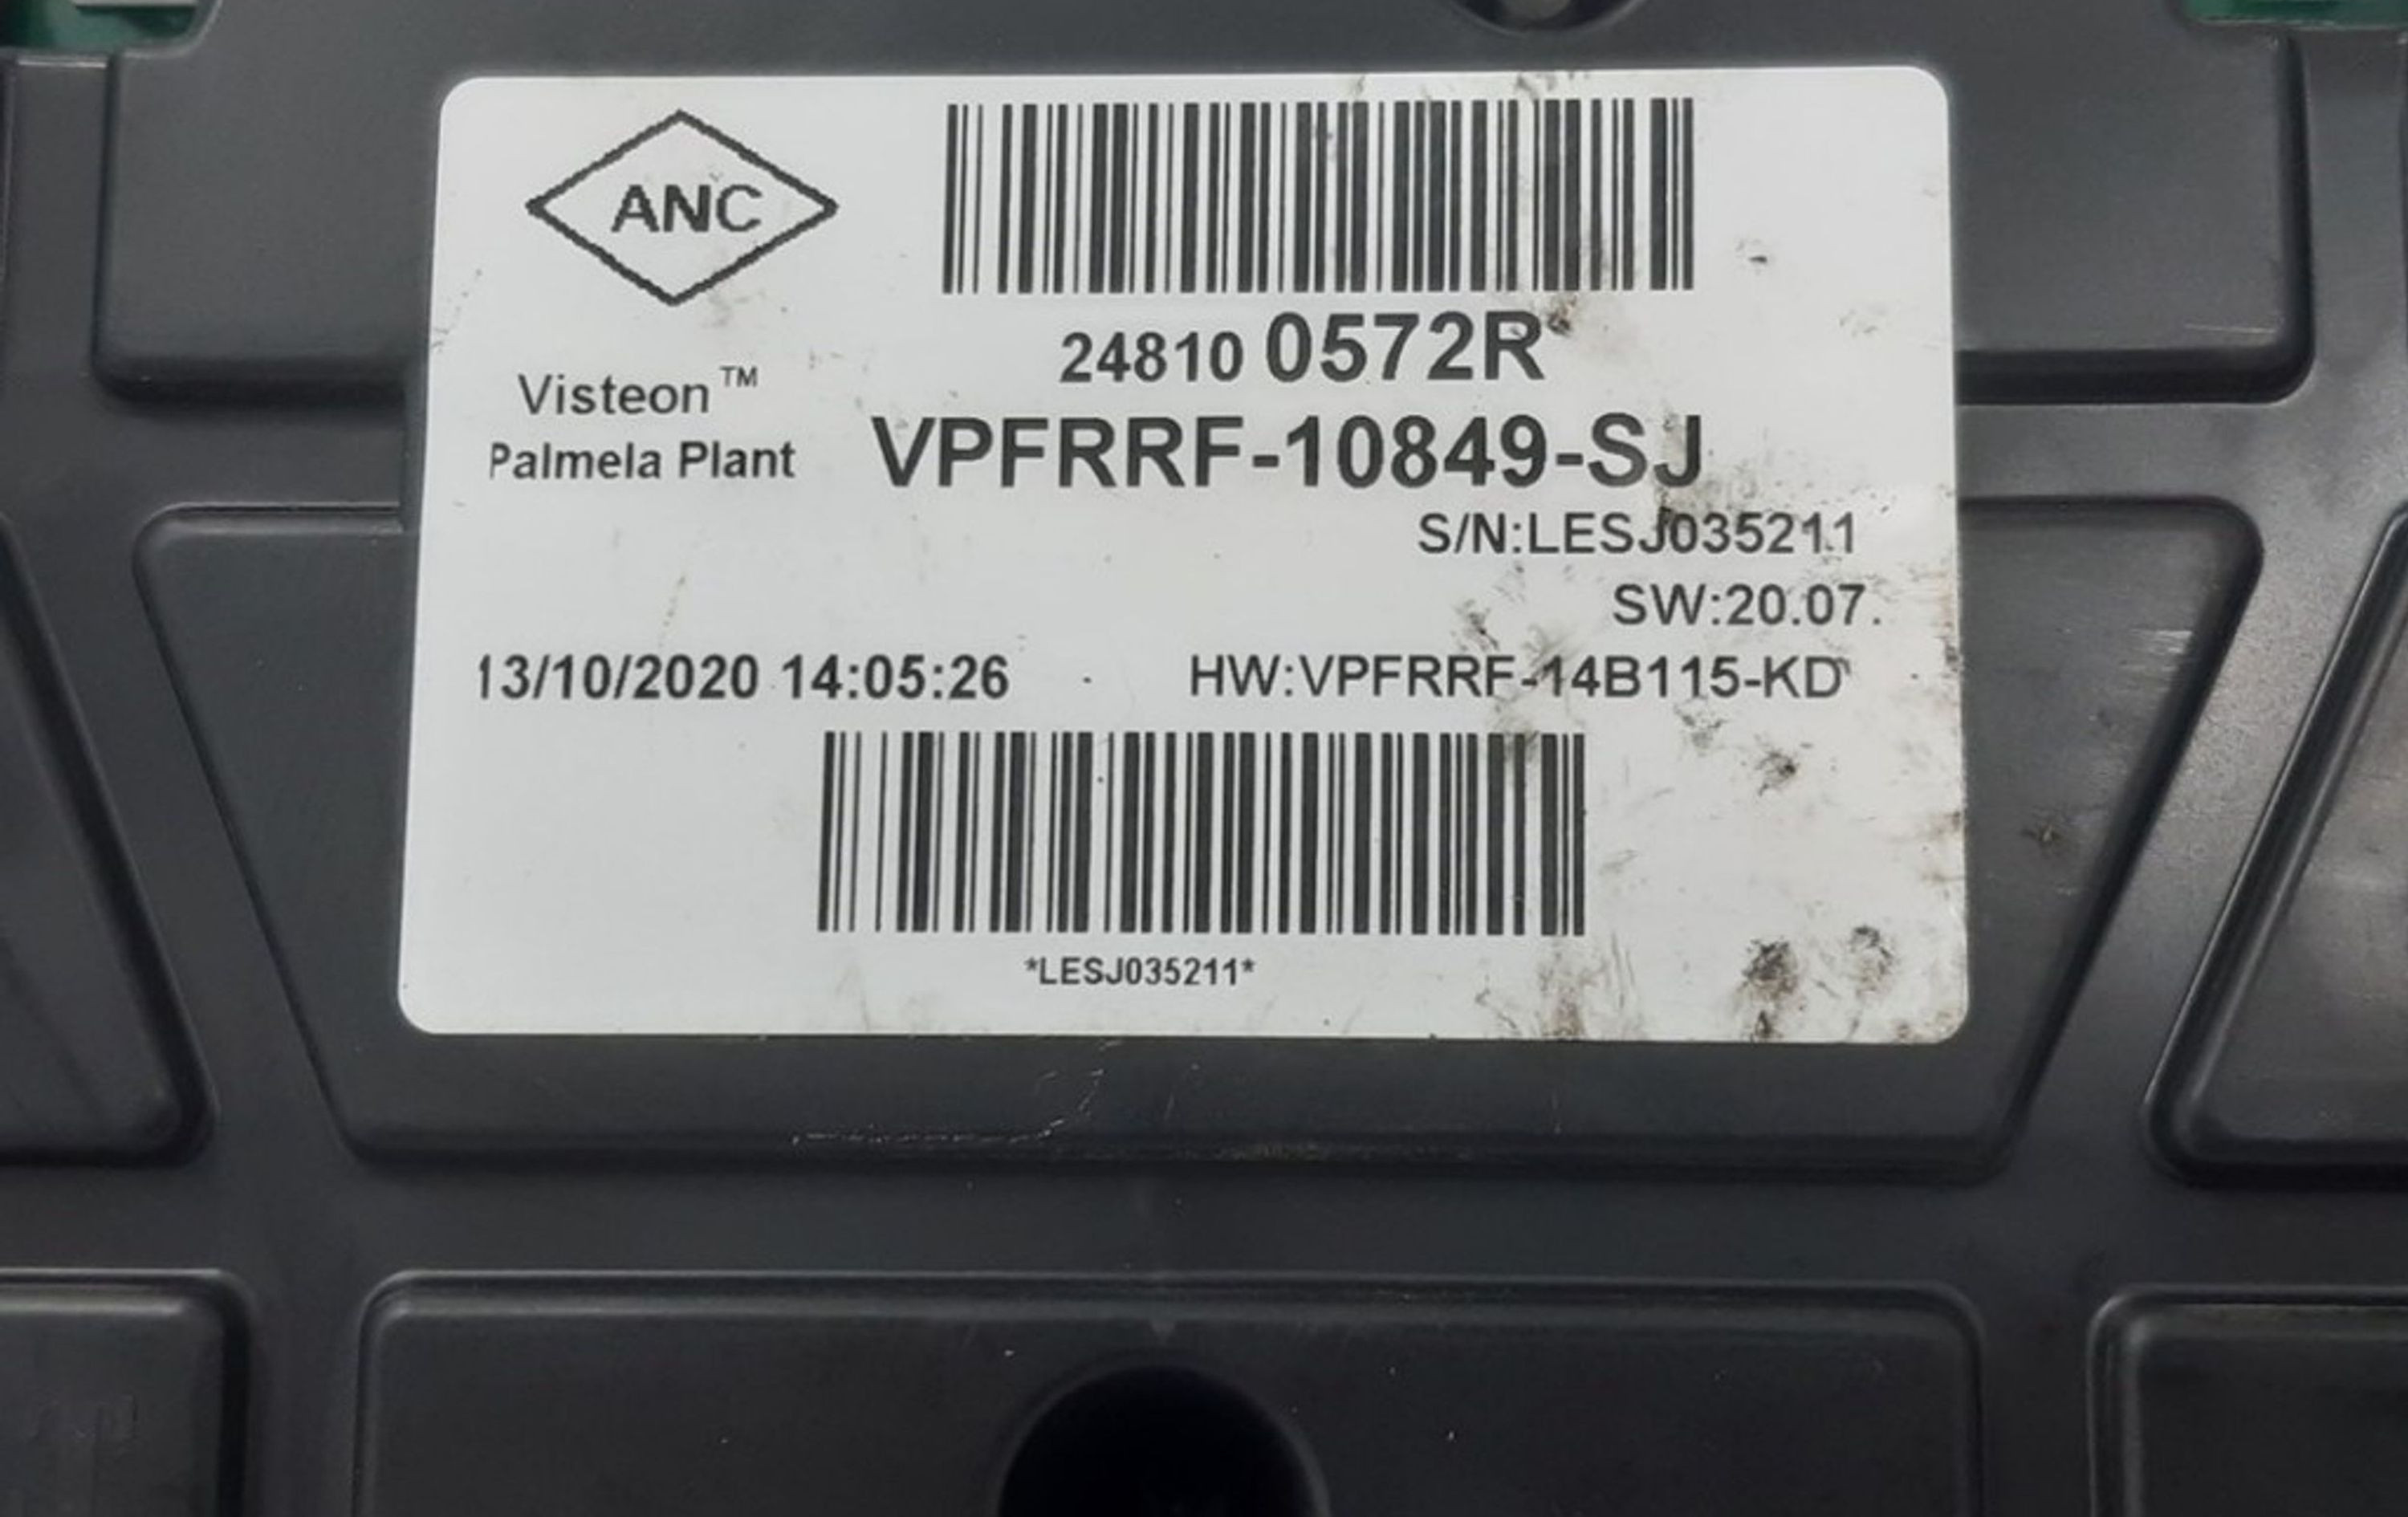 ANC
24810 0572R
Visteon™
Palmela Plant
VPFRRF-10849-SJ
S/N:LESJ035211
SW:20.07.
13/10/2020 14:05:26
HW:VPFRRF-14B115-KD
*LESJ035211*